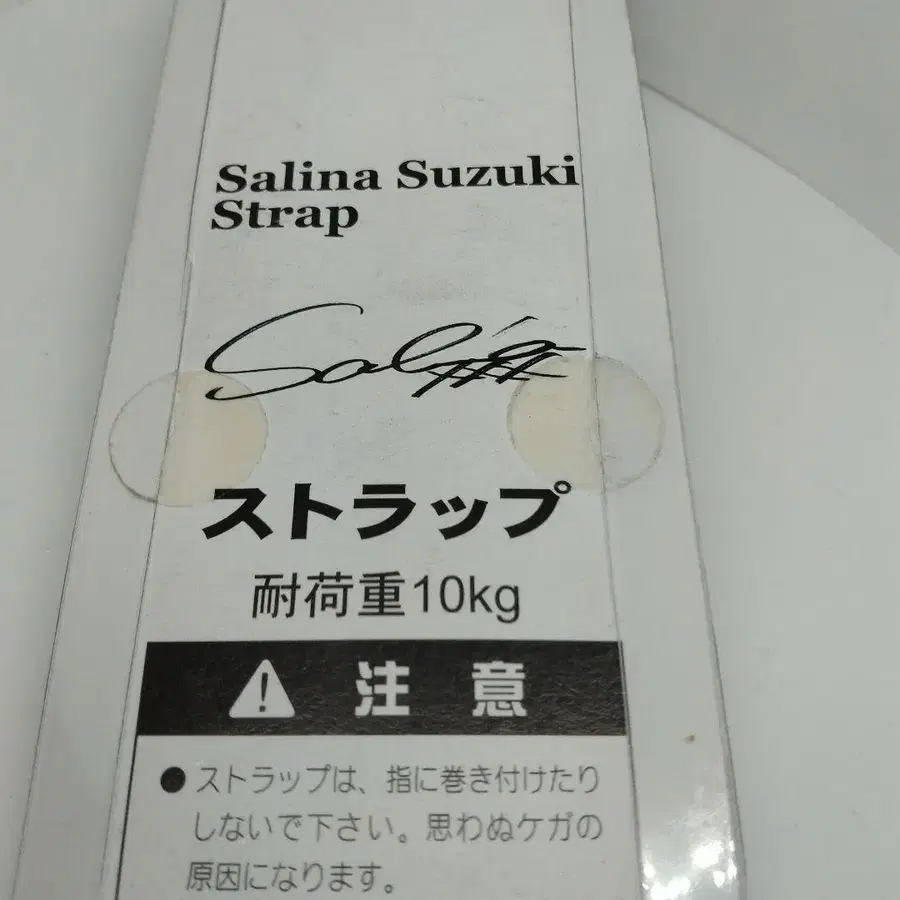 Salina Suzuki
Strap
Salina
ストラップ
耐荷重10kg
注 意
● ストラップは、指に巻き付けたり
しないで下さい。思わぬケガの
原因になります。